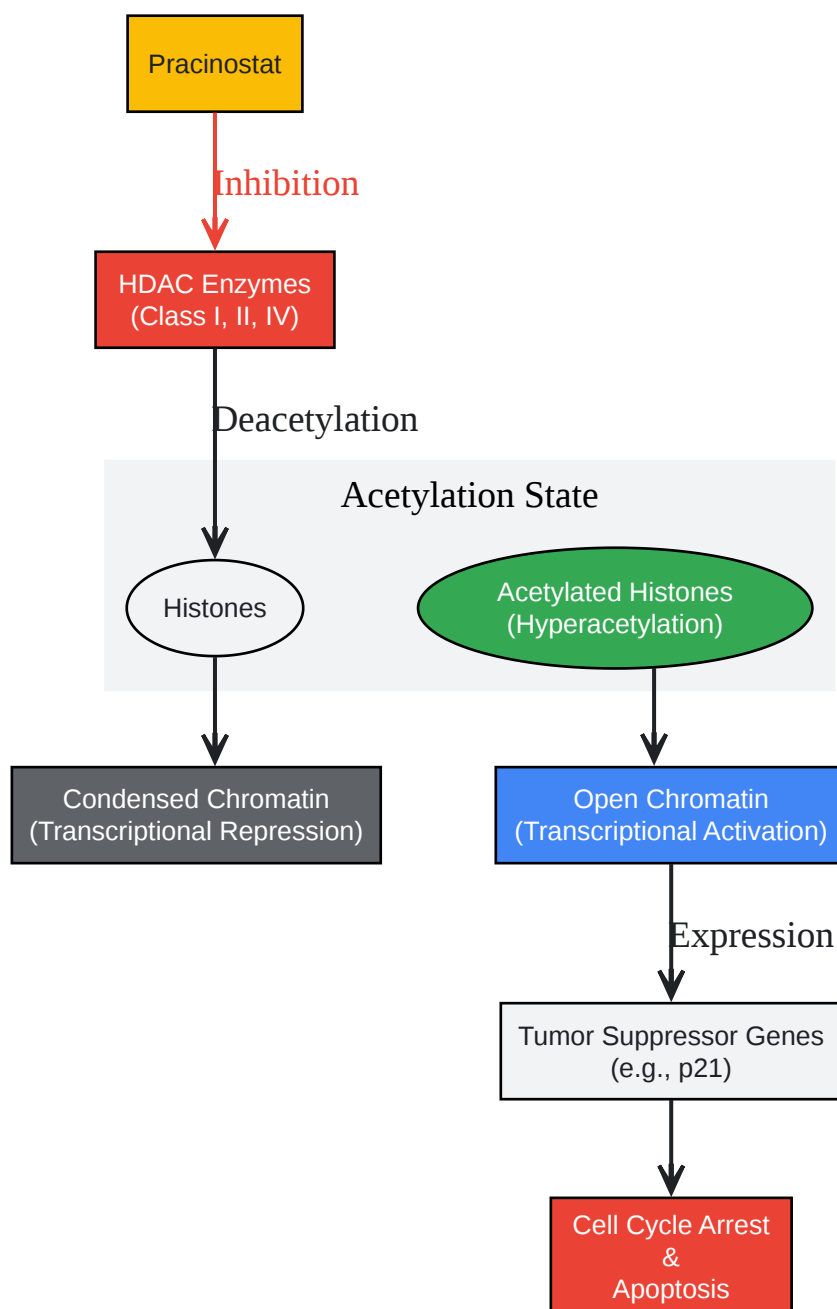 Pracinostat
Inhibition
HDAC Enzymes
(Class I, II, IV)
Deacetylation
Acetylation State
Histones
Acetylated Histones
(Hyperacetylation)
Condensed Chromatin
(Transcriptional Repression)
Open Chromatin
(Transcriptional Activation)
Expression
Tumor Suppressor Genes
(e.g., p21)
Cell Cycle Arrest
&
Apoptosis